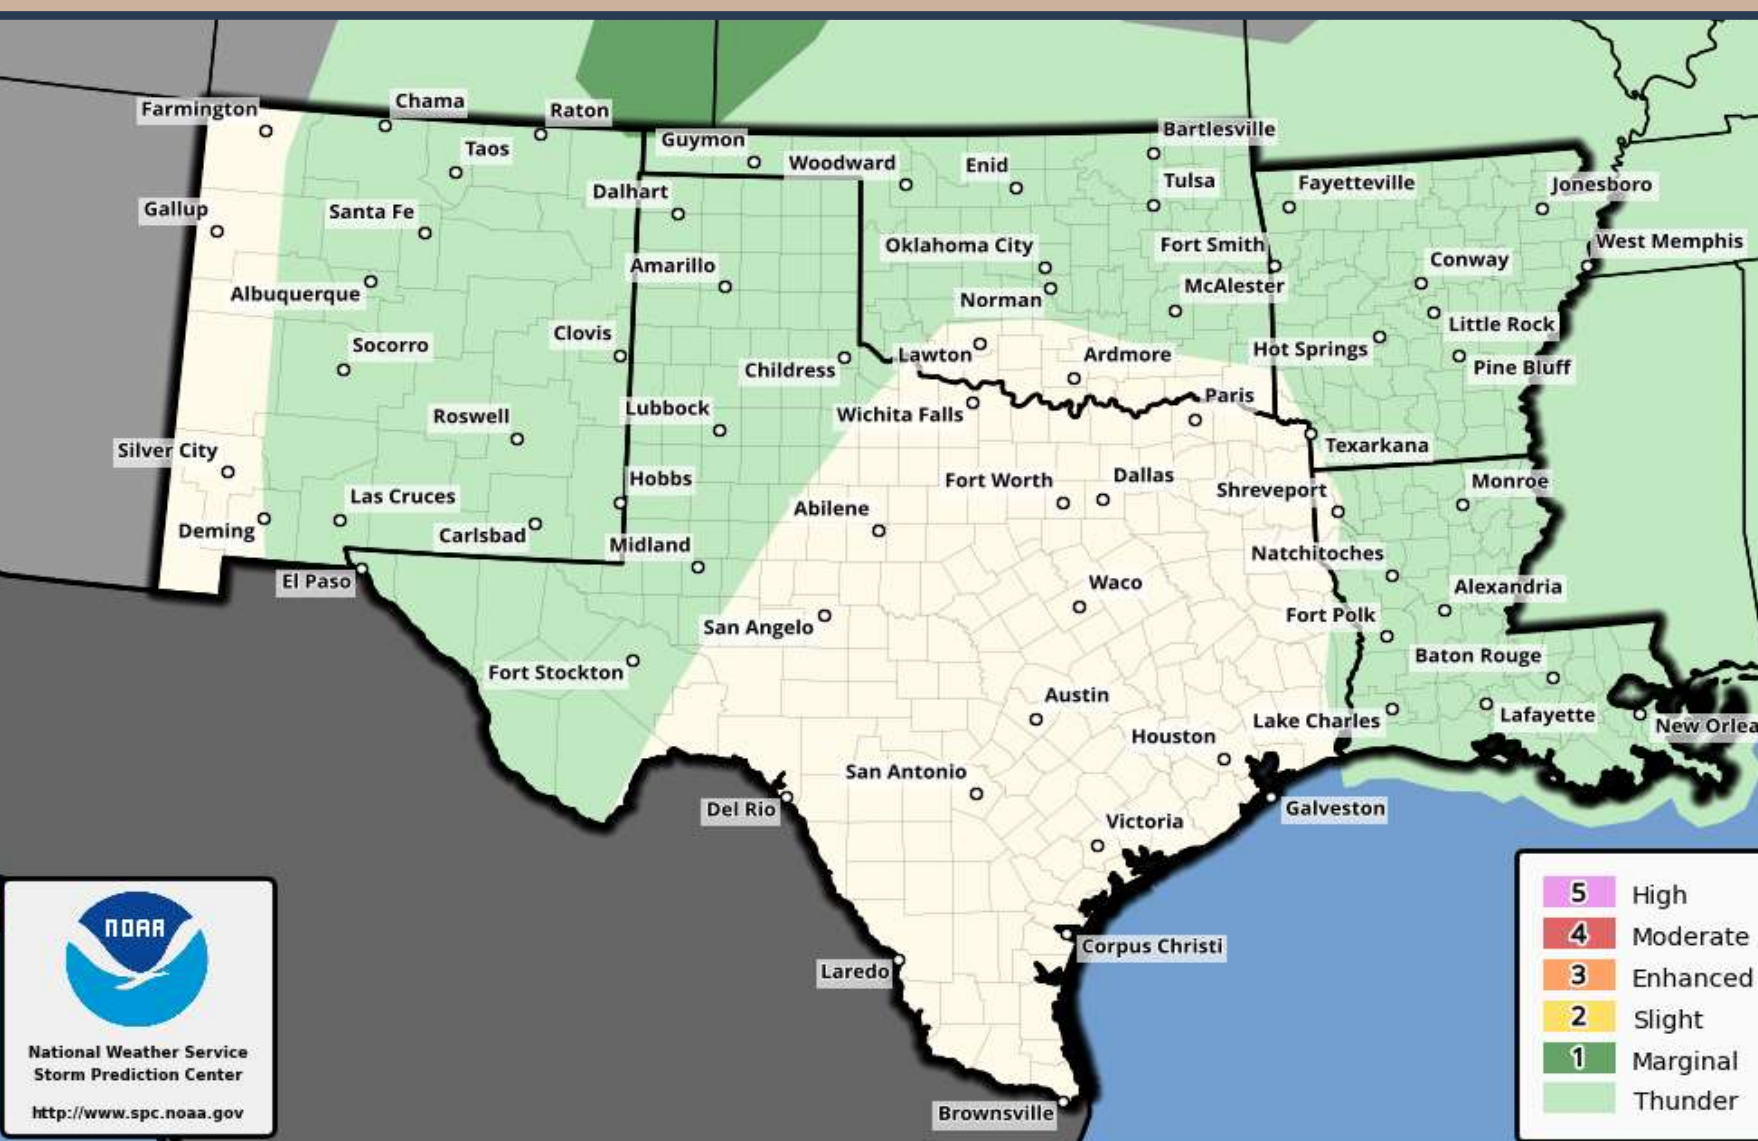 Farmington
Chama
Raton
Guymon
Bartlesville
Taos
Woodward
Enid
Tulsa
Fayetteville
Jonesboro
Dalhart
Gallup
Santa Fe
Oklahoma City
Fort Smith
West Memphis
Amarillo
Conway
Albuquerque
Norman
McAlester
Little Rock
Socorro
Clovis
Childress
Lawton
Ardmore
Hot Springs
Pine Bluff
Roswell
Lubbock
Wichita Falls
Paris
Texarkana
Silver City
Hobbs
Fort Worth
Dallas
Shreveport
Monroe
Las Cruces
Abilene
Deming
Carlsbad
Midland
Natchitoches
El Paso
Waco
Alexandria
San Angelo
Fort Polk
Fort Stockton
Baton Rouge
Austin
Lake Charles
Lafayette
New Orlea
Houston
San Antonio
Del Rio
Galveston
Victoria
Corpus Christi
Laredo
Brownsville
NOAA
National Weather Service
Storm Prediction Center
http://www.spc.noaa.gov
5 High
4 Moderate
3 Enhanced
2 Slight
1 Marginal
Thunder